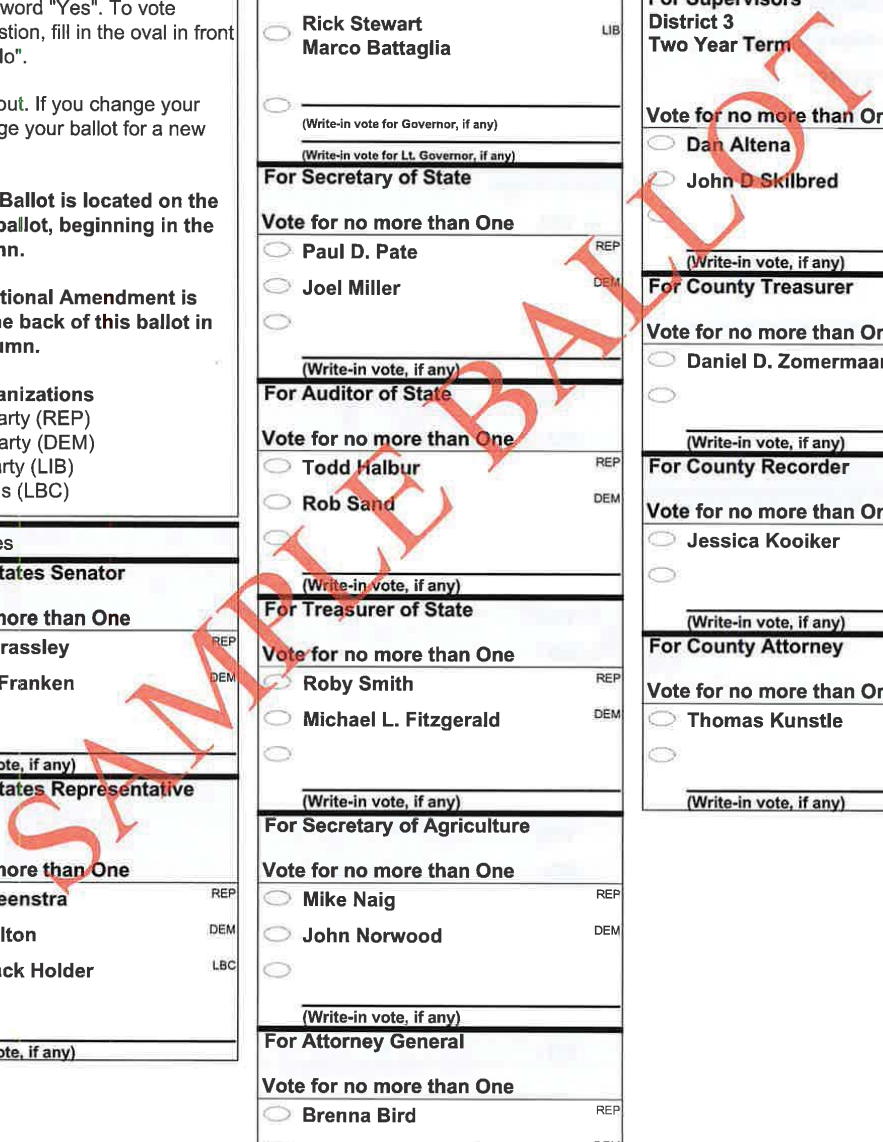 word "Yes". To vote
stion, fill in the oval in front
lo".
out. If you change your
ge your ballot for a new
Ballot is located on the
ballot, beginning in the
mn.
tional Amendment is
e back of this ballot in
umn.
anizations
arty (REP)
arty (DEM)
arty (LIB)
s (LBC)
es
tates Senator
more than One
rassley REP
Franken DEM
ote, if any)
tates Representative
more than One
eenstra REP
lton DEM
ack Holder LBC
ote, if any)
Rick Stewart LIB
Marco Battaglia
(Write-in vote for Governor, if any)
(Write-in vote for Lt. Governor, if any)
For Secretary of State
Vote for no more than One
Paul D. Pate REP
Joel Miller DEM
(Write-in vote, if any)
For Auditor of State
Vote for no more than One
Todd Halbur REP
Rob Sand DEM
(Write-in vote, if any)
For Treasurer of State
Vote for no more than One
Roby Smith REP
Michael L. Fitzgerald DEM
(Write-in vote, if any)
For Secretary of Agriculture
Vote for no more than One
Mike Naig REP
John Norwood DEM
(Write-in vote, if any)
For Attorney General
Vote for no more than One
Brenna Bird REP
For Supervisors
District 3
Two Year Term
Vote for no more than Or
Dan Altena
John D Skilbred
(Write-in vote, if any)
For County Treasurer
Vote for no more than Or
Daniel D. Zomermaar
(Write-in vote, if any)
For County Recorder
Vote for no more than Or
Jessica Kooiker
(Write-in vote, if any)
For County Attorney
Vote for no more than Or
Thomas Kunstle
(Write-in vote, if any)
SAMPLE BALLOT